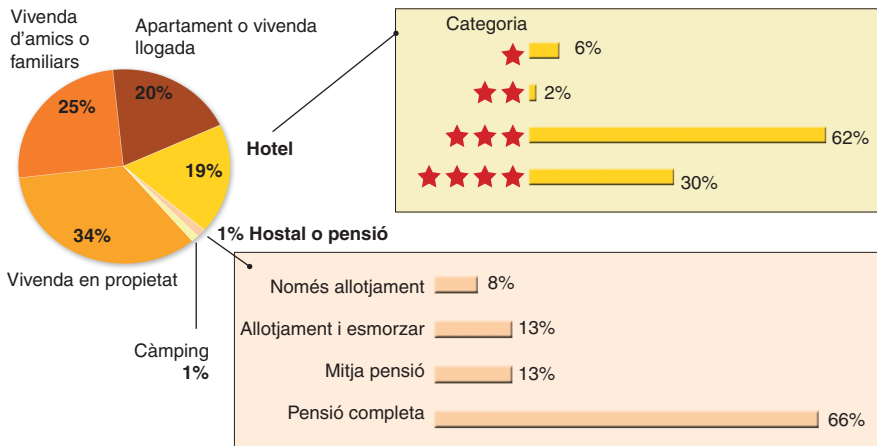 Vivenda
d’amics o
familiars
Apartament o vivenda
llogada
25%
20%
Hotel
19%
34%
Vivenda en propietat
1% Hostal o pensió
Càmping
1%
Categoria
6%
2%
62%
30%
Només allotjament 8%
Allotjament i esmorzar 13%
Mitja pensió 13%
Pensió completa 66%